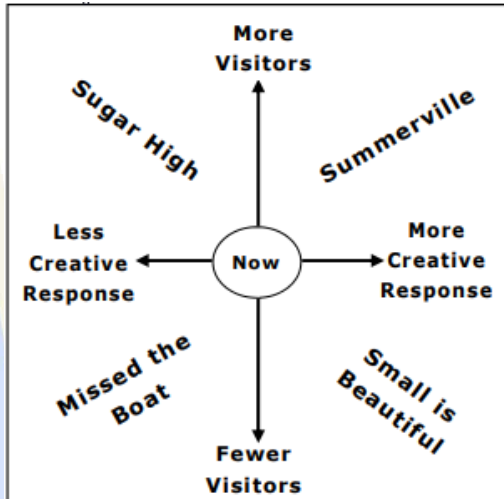 More
Visitors
Sugar High
Summerville
Less
Creative
Response
Now
More
Creative
Response
Missed the
Boat
Small is
Beautiful
Fewer
Visitors